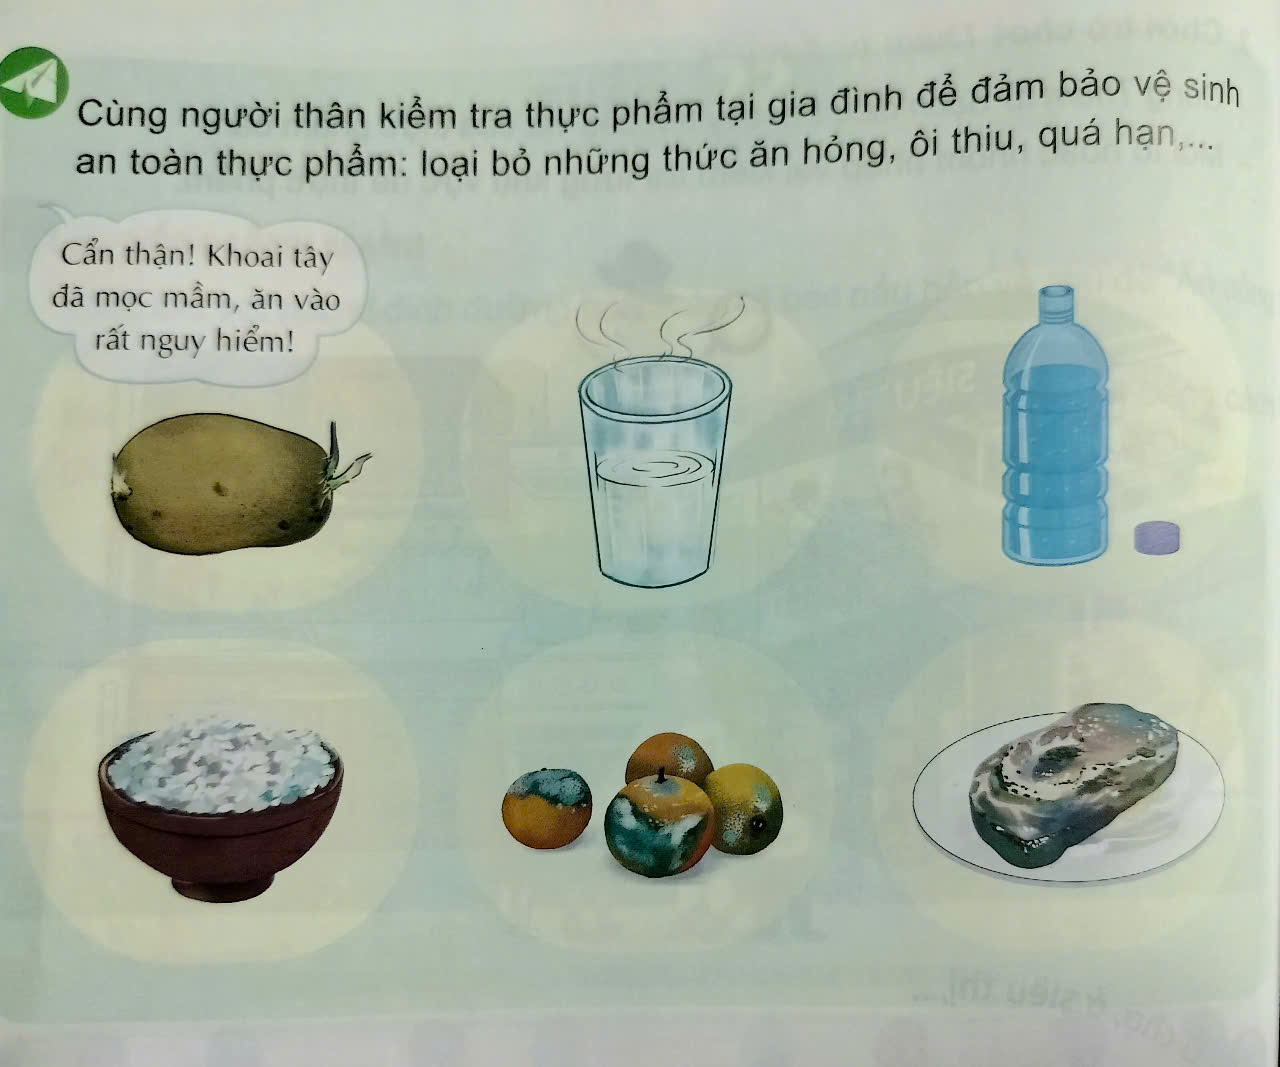 Cùng người thân kiểm tra thực phẩm tại gia đình để đảm bảo vệ sinh
an toàn thực phẩm: loại bỏ những thức ăn hỏng, ôi thiu, quá hạn,...
Cẩn thận! Khoai tây
đã mọc mầm, ăn vào
rất nguy hiểm!